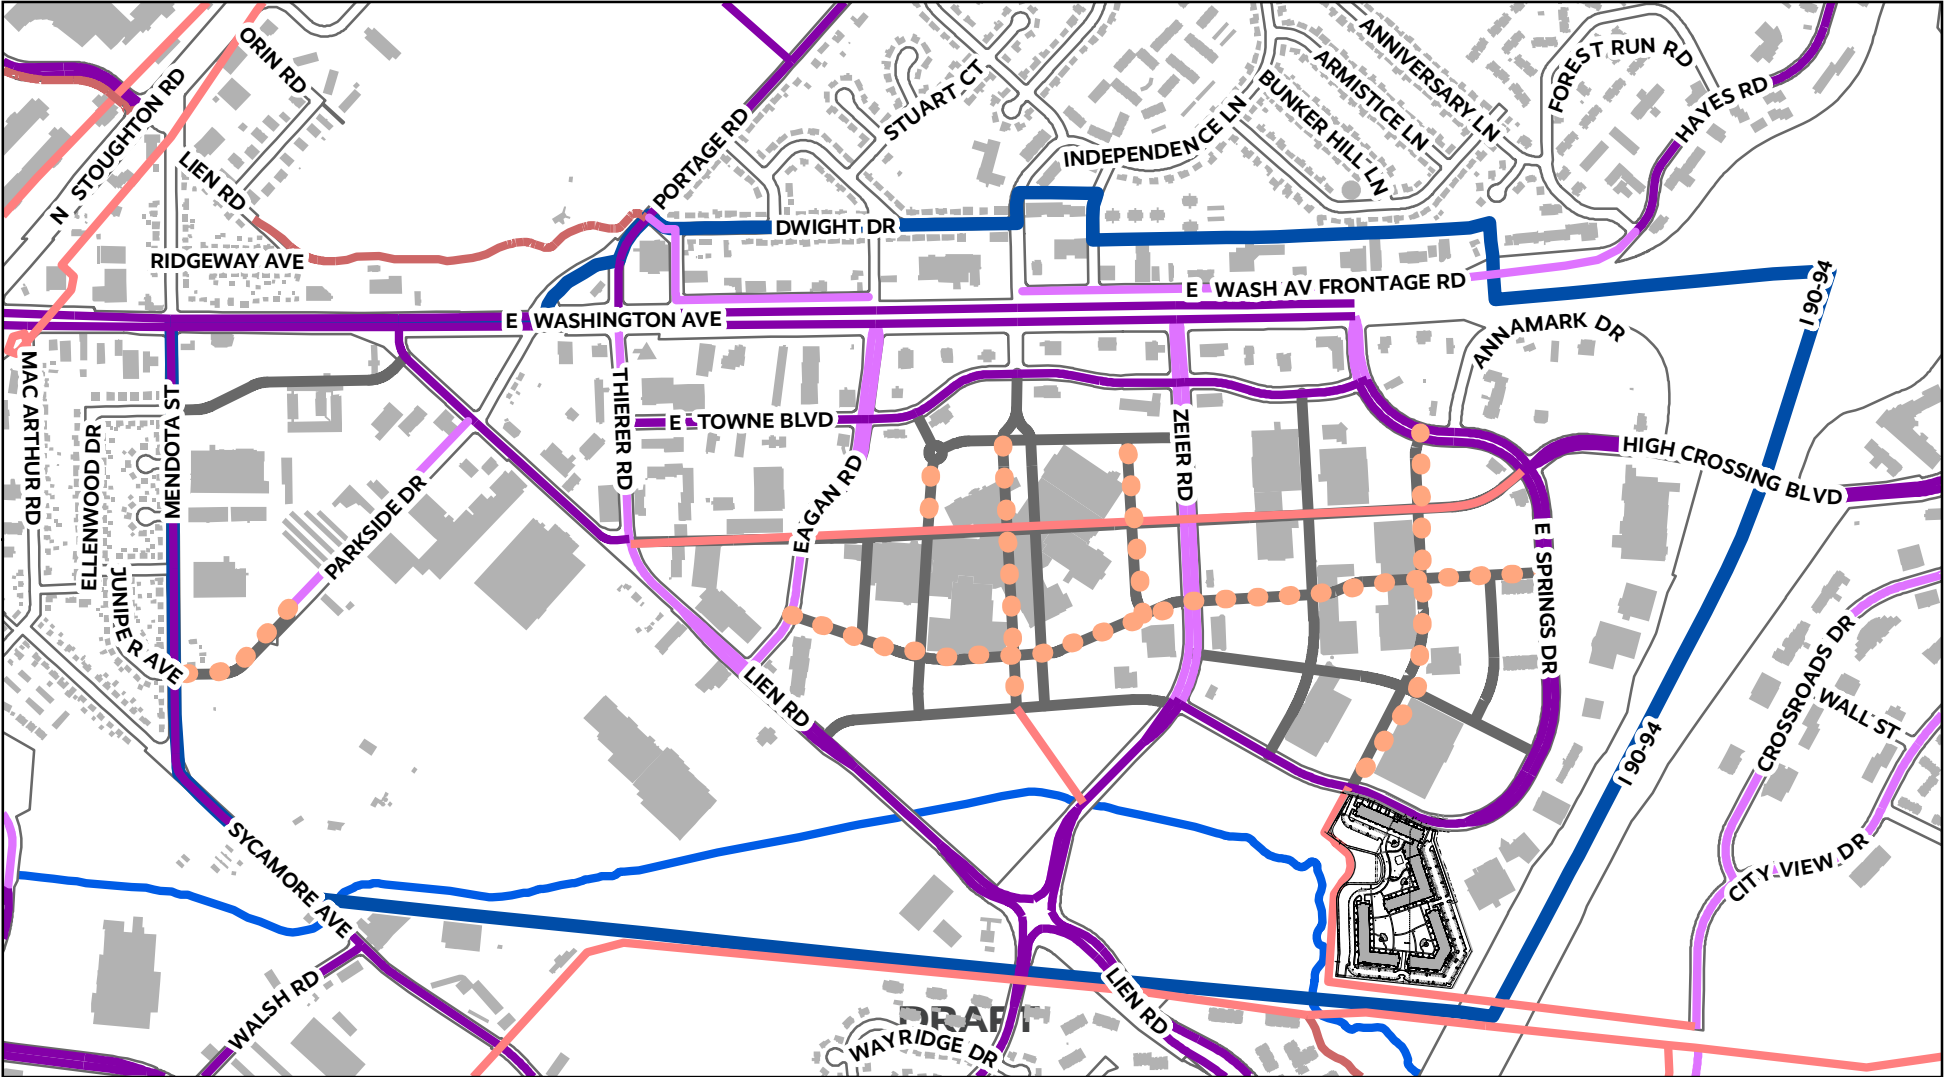 ORIN RD
N STOUGHTON RD
LIEN RD
RIDGEWAY AVE
PORTAGE RD
STUART CT
DWIGHT DR
INDEPENDENCE LN
BUNKER HILL LN
ARMISTICE LN
ANNIVERSARY LN
FOREST RUN RD
HAYES RD
E WASH AV FRONTAGE RD
E WASHINGTON AVE
ANNAMARK DR
I 90-94
MAC ARTHUR RD
ELLENWOOD DR
MENDOTA ST
JUNIPER AVE
PARKSIDE DR
THIERER RD
E TOWNE BLVD
EAGAN RD
ZEIER RD
HIGH CROSSING BLVD
E SPRINGS DR
LIEN RD
I 90-94
CROSSROADS DR
WALL ST
CITY VIEW DR
SYCAMORE AVE
WALSH RD
LIEN RD
DRAFT
WAYRIDGE DR